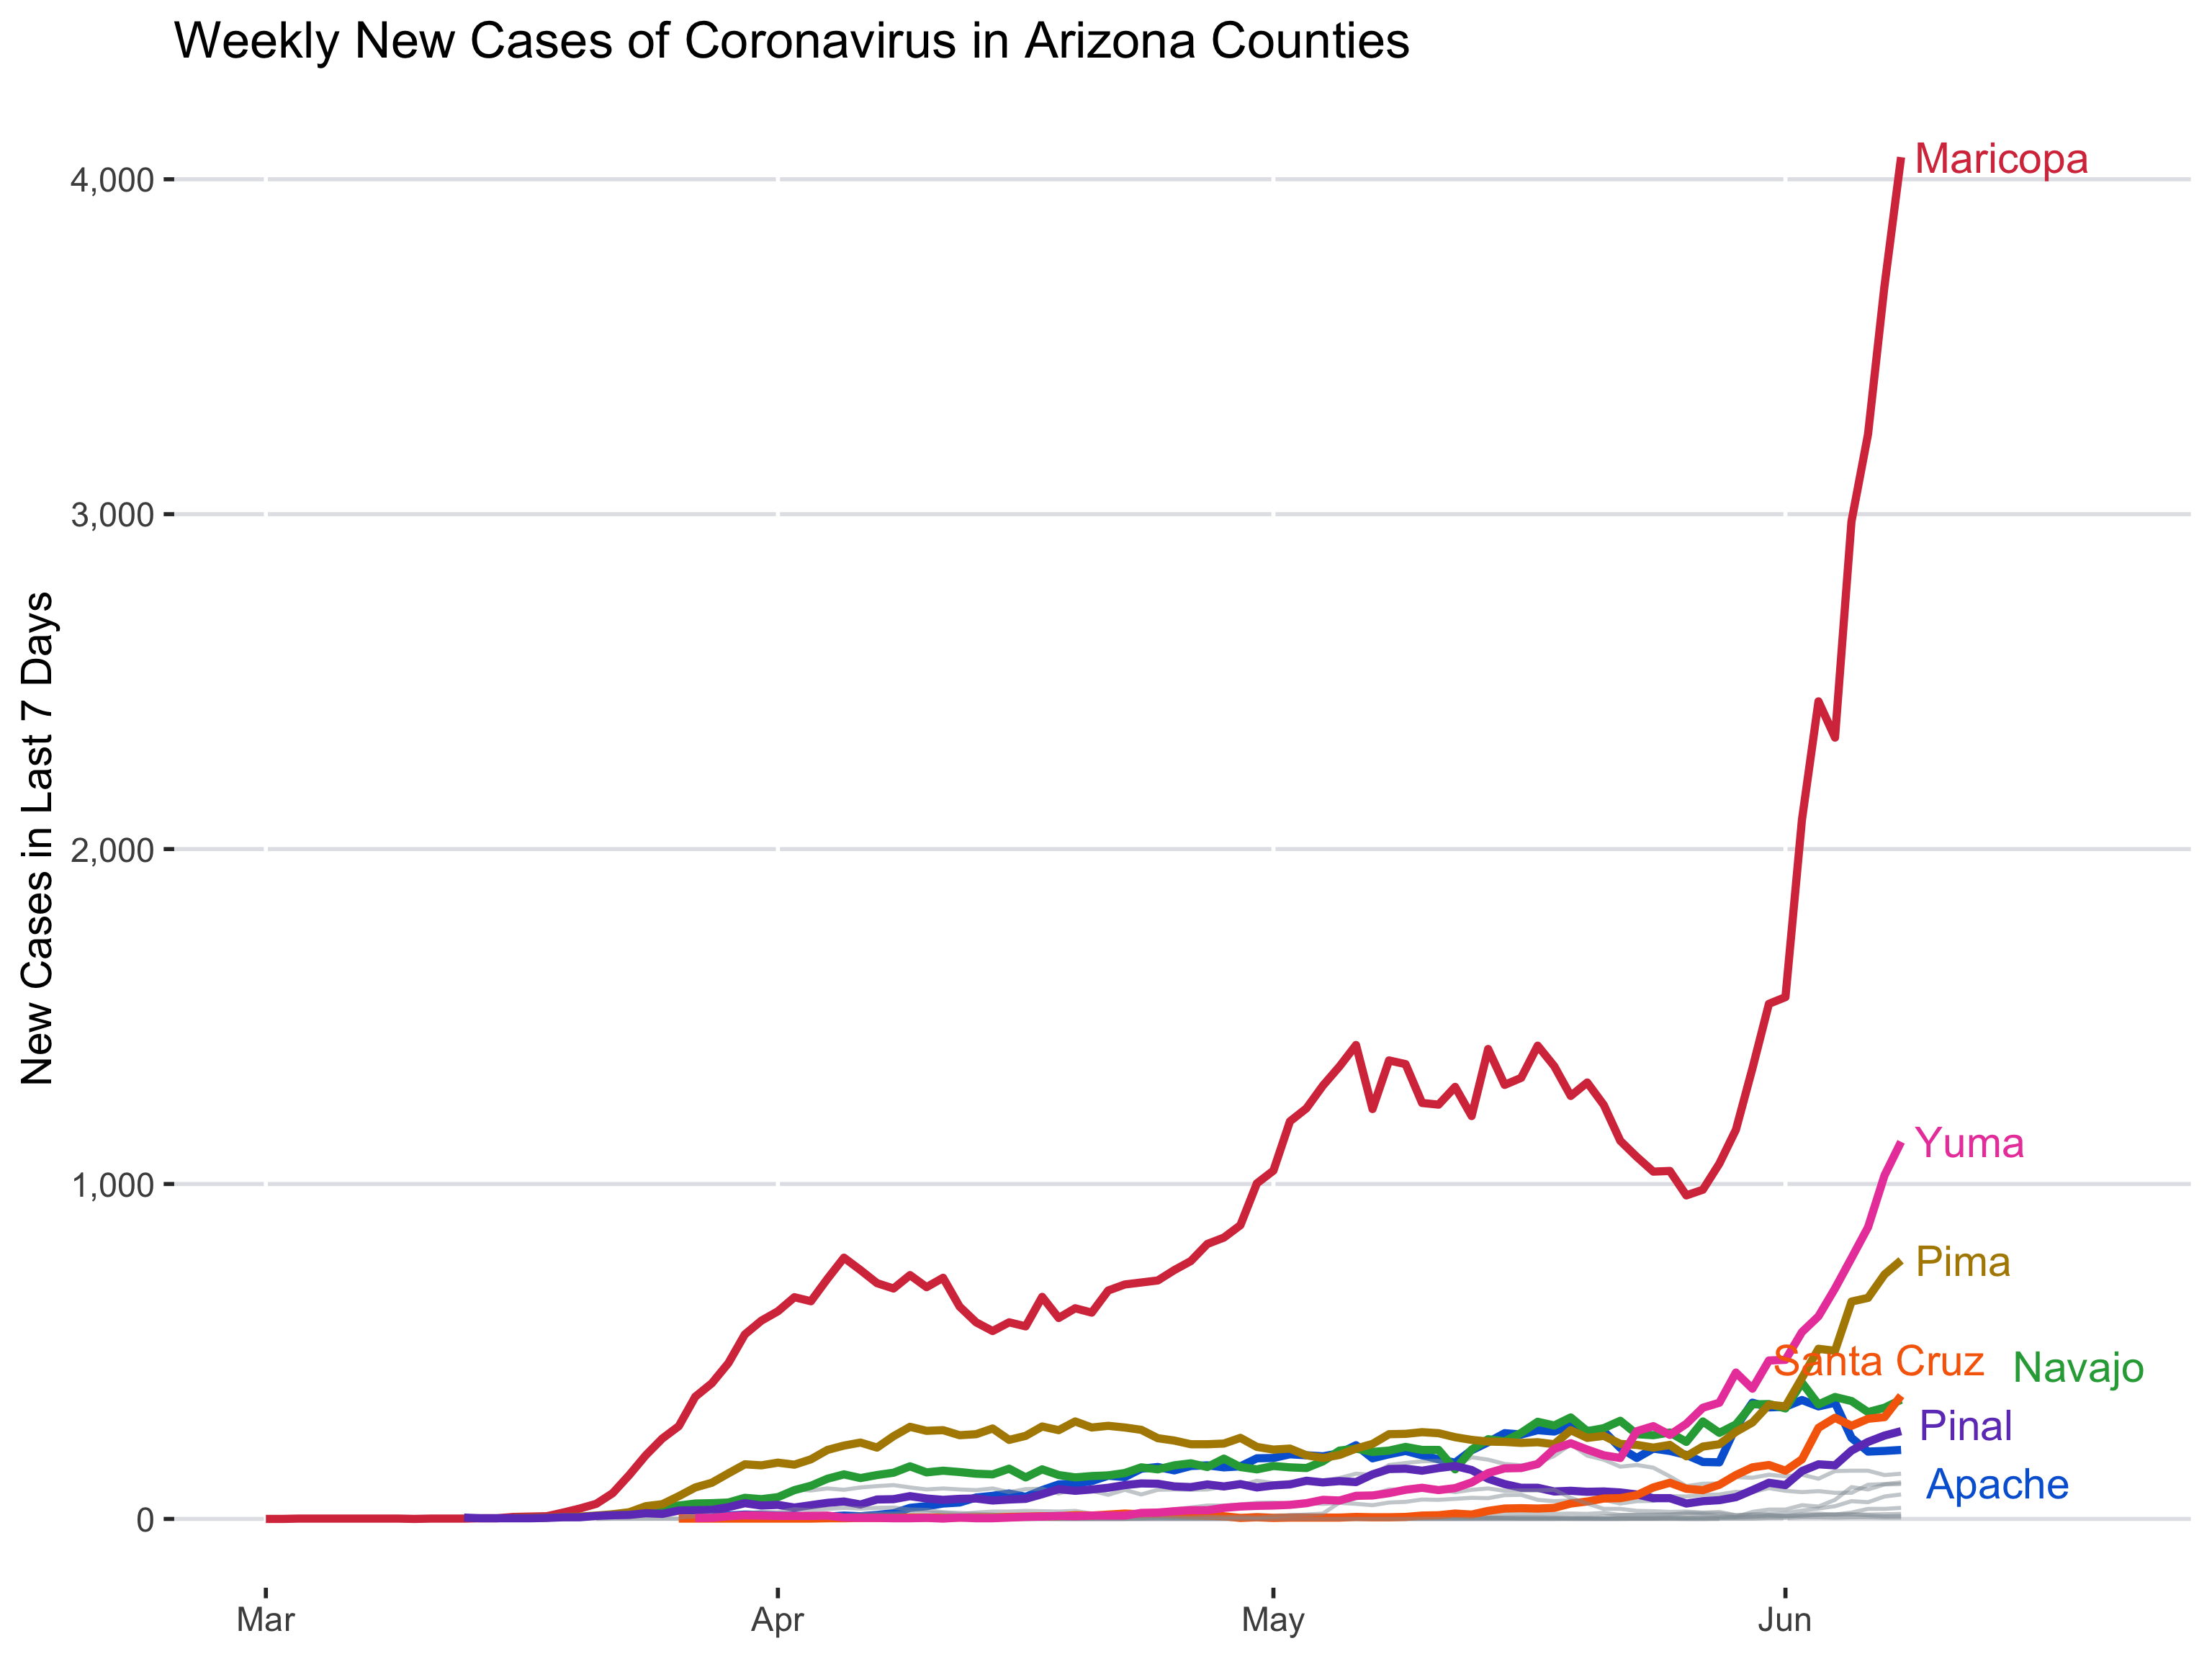 Weekly New Cases of Coronavirus in Arizona Counties
New Cases in Last 7 Days
4,000
3,000
2,000
1,000
0
Mar
Apr
May
Jun
Maricopa
Yuma
Pima
Santa Cruz
Navajo
Pinal
Apache